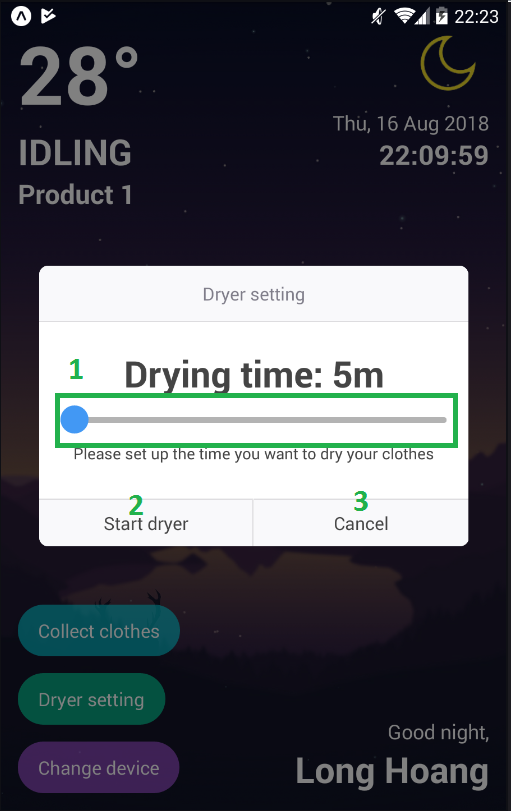 22:23
28°
Thu, 16 Aug 2018
IDLING
22:09:59
Product 1
Dryer setting
1
Drying time: 5m
Please set up the time you want to dry your clothes
2
3
Start dryer
Cancel
Collect clothes
Dryer setting
Change device
Good night,
Long Hoang